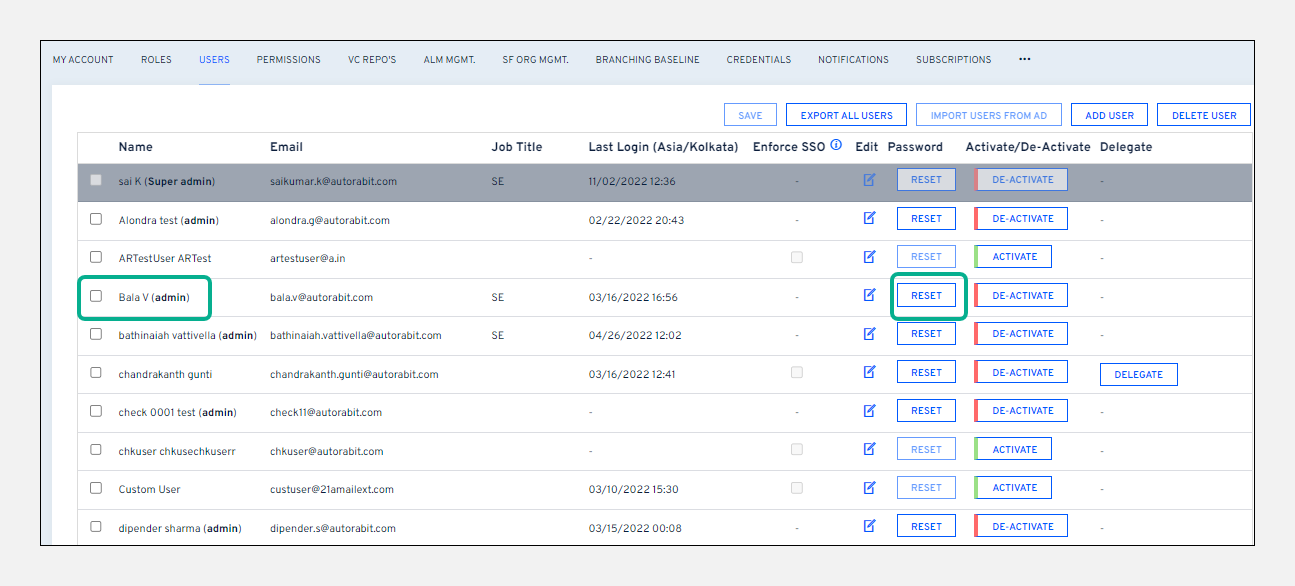 MY ACCOUNT ROLES USERS PERMISSIONS VC REPO'S ALM MGMT. SF ORG MGMT. BRANCHING BASELINE CREDENTIALS NOTIFICATIONS SUBSCRIPTIONS ...
SAVE EXPORT ALL USERS IMPORT USERS FROM AD ADD USER DELETE USER
Name Email Job Title Last Login (Asia/Kolkata) Enforce SSO Edit Password Activate/De-Activate Delegate
sai K (Super admin) saikumar.k@autorabit.com SE 11/02/2022 12:36 - RESET DE-ACTIVATE -
Alondra test (admin) alondra.g@autorabit.com 02/22/2022 20:43 - RESET DE-ACTIVATE -
ARTestUser ARTest artestuser@a.in - RESET ACTIVATE -
Bala V (admin) bala.v@autorabit.com SE 03/16/2022 16:56 - RESET DE-ACTIVATE -
bathinaiah vattivella (admin) bathinaiah.vattivella@autorabit.com SE 04/26/2022 12:02 - RESET DE-ACTIVATE -
chandrakanth gunti chandrakanth.gunti@autorabit.com 03/16/2022 12:41 RESET DE-ACTIVATE DELEGATE
check 0001 test (admin) check11@autorabit.com - - RESET DE-ACTIVATE -
chkuser chkusechkuserr chkuser@autorabit.com - RESET ACTIVATE -
Custom User custuser@21amailext.com 03/10/2022 15:30 RESET ACTIVATE -
dipender sharma (admin) dipender.s@autorabit.com 03/15/2022 00:08 - RESET DE-ACTIVATE -